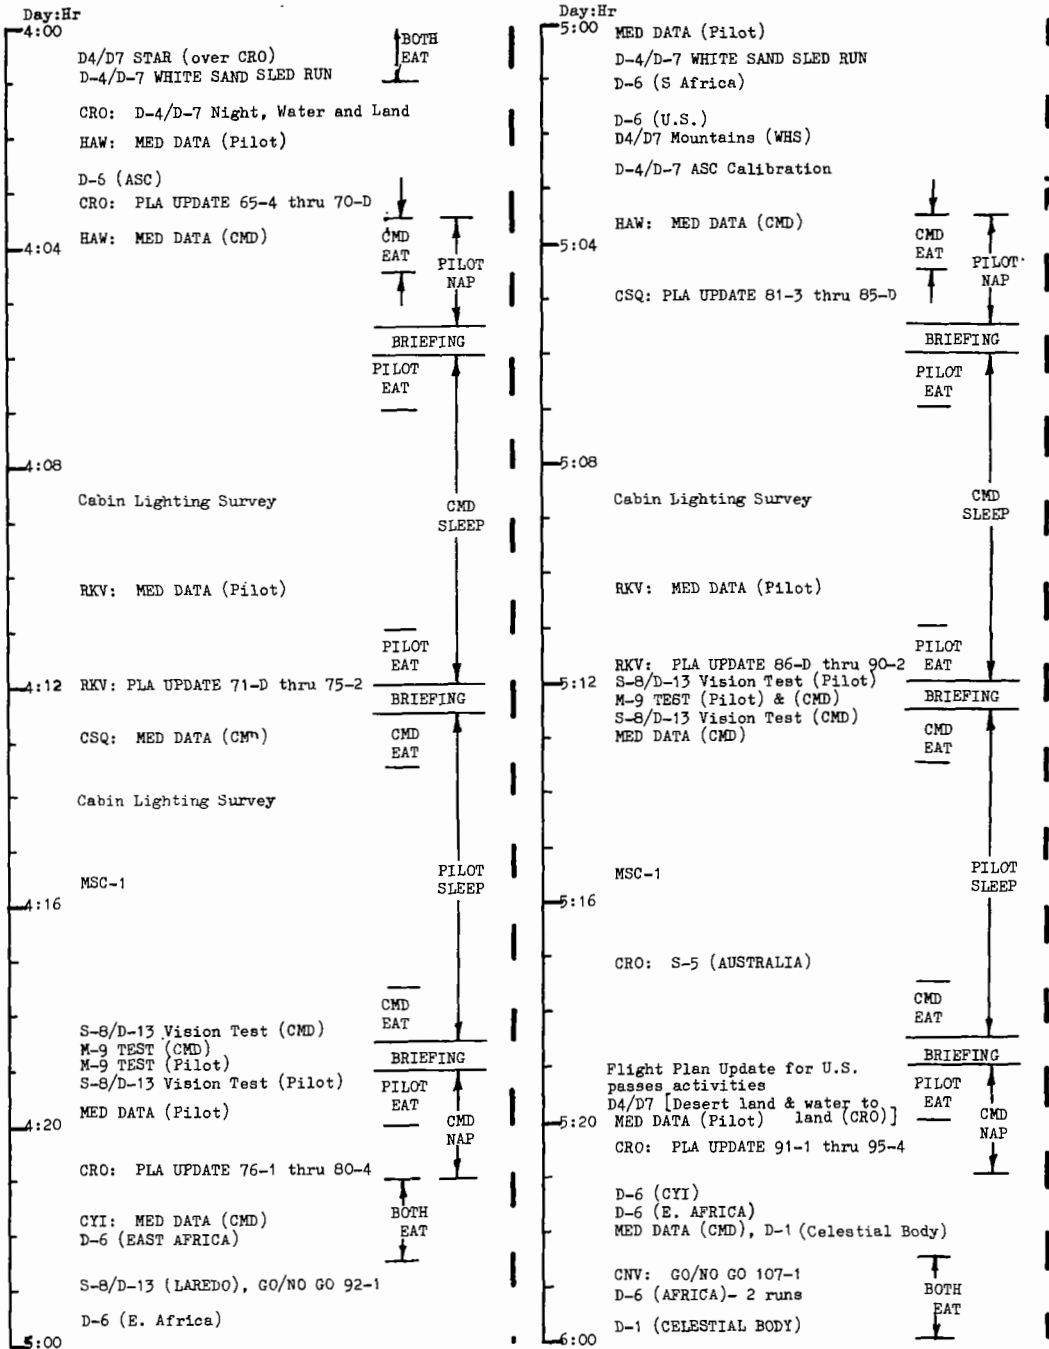 Day:Hr
4:00
BOTH
EAT
D4/D7 STAR (over CRO)
D-4/D-7 WHITE SAND SLED RUN
CRO: D-4/D-7 Night, Water and Land
HAW: MED DATA (Pilot)
D-6 (ASC)
CRO: PLA UPDATE 65-4 thru 70-D
HAW: MED DATA (CMD)
4:04
CMD
EAT
PILOT
NAP
BRIEFING
PILOT
EAT
4:08
Cabin Lighting Survey
CMD
SLEEP
RKV: MED DATA (Pilot)
PILOT
EAT
4:12
RKV: PLA UPDATE 71-D thru 75-2
BRIEFING
CSQ: MED DATA (CMD)
CMD
EAT
Cabin Lighting Survey
MSC-1
PILOT
SLEEP
4:16
CMD
EAT
S-8/D-13 Vision Test (CMD)
M-9 TEST (CMD)
M-9 TEST (Pilot)
BRIEFING
S-8/D-13 Vision Test (Pilot)
PILOT
EAT
MED DATA (Pilot)
4:20
CMD
NAP
CRO: PLA UPDATE 76-1 thru 80-4
CYI: MED DATA (CMD)
D-6 (EAST AFRICA)
BOTH
EAT
S-8/D-13 (LAREDO), GO/NO GO 92-1
D-6 (E. Africa)
5:00
Day:Hr
5:00
MED DATA (Pilot)
D-4/D-7 WHITE SAND SLED RUN
D-6 (S Africa)
D-6 (U.S.)
D4/D7 Mountains (WHS)
D-4/D-7 ASC Calibration
HAW: MED DATA (CMD)
5:04
CMD
EAT
PILOT
NAP
CSQ: PLA UPDATE 81-3 thru 85-D
BRIEFING
PILOT
EAT
5:08
Cabin Lighting Survey
CMD
SLEEP
RKV: MED DATA (Pilot)
PILOT
EAT
RKV: PLA UPDATE 86-D thru 90-2
5:12
S-8/D-13 Vision Test (Pilot)
M-9 TEST (Pilot) & (CMD)
BRIEFING
S-8/D-13 Vision Test (CMD)
MED DATA (CMD)
CMD
EAT
MSC-1
PILOT
SLEEP
5:16
CRO: S-5 (AUSTRALIA)
CMD
EAT
BRIEFING
Flight Plan Update for U.S.
passes activities
PILOT
EAT
D4/D7 [Desert land & water to
land (CRO)]
5:20
MED DATA (Pilot)
CMD
NAP
CRO: PLA UPDATE 91-1 thru 95-4
D-6 (CYI)
D-6 (E. AFRICA)
MED DATA (CMD), D-1 (Celestial Body)
CNV: GO/NO GO 107-1
D-6 (AFRICA)- 2 runs
BOTH
EAT
D-1 (CELESTIAL BODY)
6:00